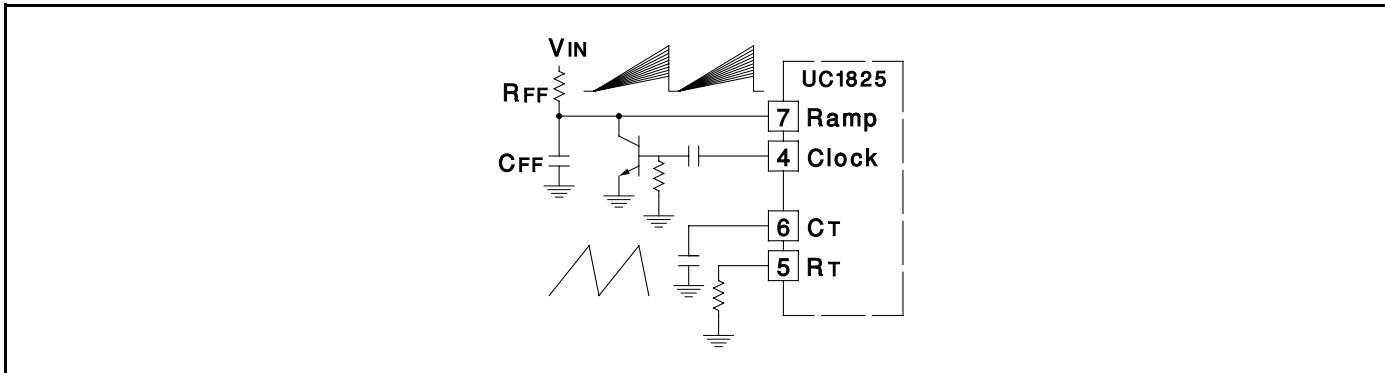 VIN
RFF
CFF
UC1825
7 Ramp
4 Clock
6 CT
5 RT